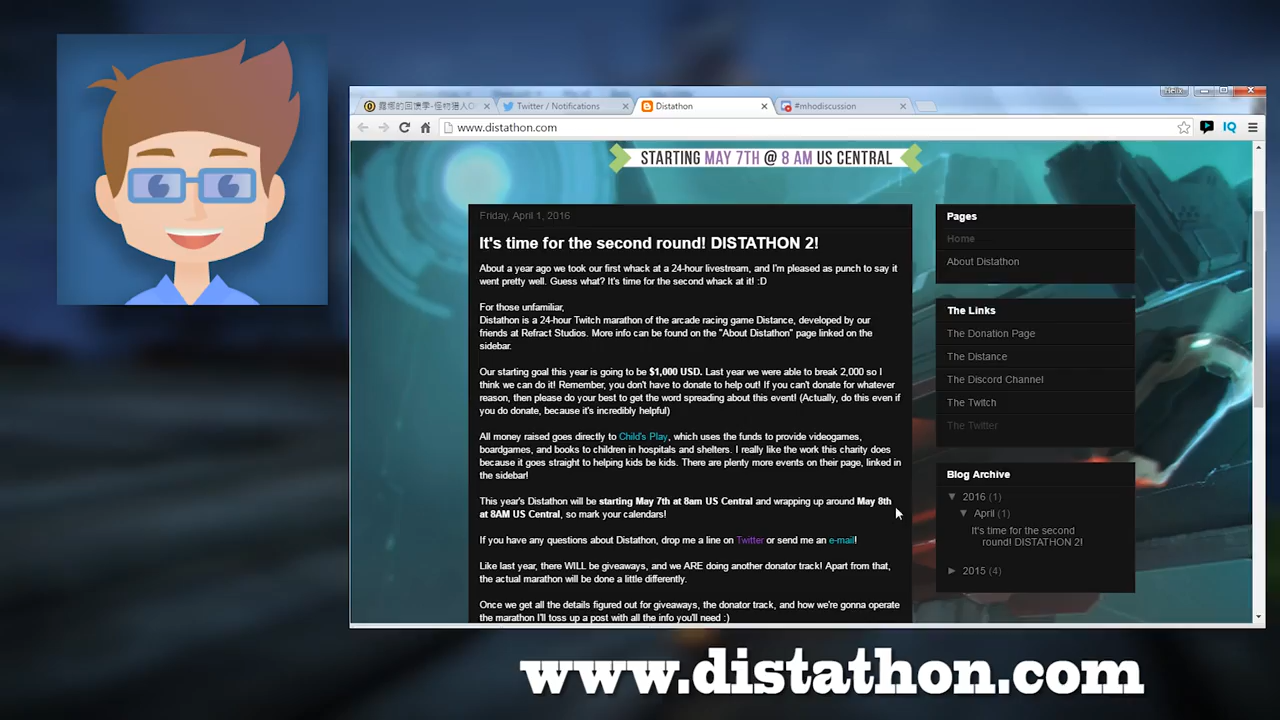 露娜的回馈季-怪物猎人O
Twitter / Notifications
Distathon
#mhodiscussion
Helix
www.distathon.com
IQ
STARTING MAY 7TH @ 8 AM US CENTRAL
Friday, April 1, 2016
It's time for the second round! DISTATHON 2!
About a year ago we took our first whack at a 24-hour livestream, and I'm pleased as punch to say it
went pretty well. Guess what? It's time for the second whack at it! :D
For those unfamiliar,
Distathon is a 24-hour Twitch marathon of the arcade racing game Distance, developed by our
friends at Refract Studios. More info can be found on the "About Distathon" page linked on the
sidebar.
Our starting goal this year is going to be $1,000 USD. Last year we were able to break 2,000 so I
think we can do it! Remember, you don't have to donate to help out! If you can't donate for whatever
reason, then please do your best to get the word spreading about this event! (Actually, do this even if
you do donate, because it's incredibly helpful)
All money raised goes directly to Child's Play, which uses the funds to provide videogames,
boardgames, and books to children in hospitals and shelters. I really like the work this charity does
because it goes straight to helping kids be kids. There are plenty more events on their page, linked in
the sidebar!
This year's Distathon will be starting May 7th at 8am US Central and wrapping up around May 8th
at 8AM US Central, so mark your calendars!
If you have any questions about Distathon, drop me a line on Twitter or send me an e-mail!
Like last year, there WILL be giveaways, and we ARE doing another donator track! Apart from that,
the actual marathon will be done a little differently.
Once we get all the details figured out for giveaways, the donator track, and how we're gonna operate
the marathon I'll toss up a post with all the info you'll need :)
Pages
Home
About Distathon
The Links
The Donation Page
The Distance
The Discord Channel
The Twitch
The Twitter
Blog Archive
▼ 2016 (1)
▼ April (1)
It's time for the second
round! DISTATHON 2!
► 2015 (4)
www.distathon.com